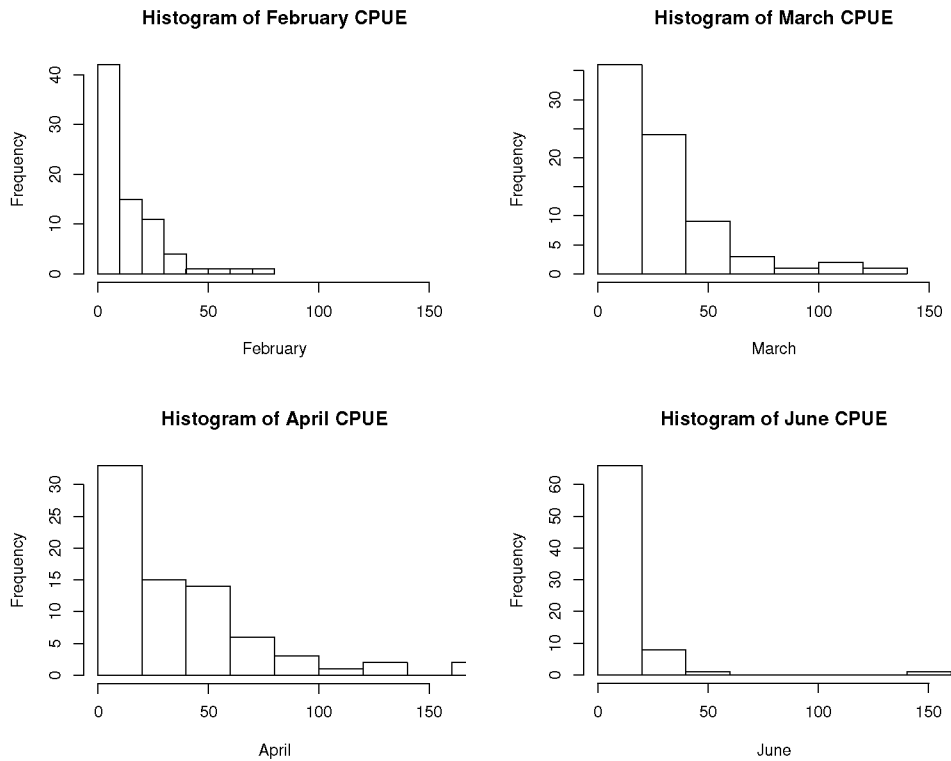 Histogram of February CPUE
Frequency
40
30
20
10
0
0 50 100 150
February
Histogram of March CPUE
Frequency
30
20
10
5
0
0 50 100 150
March
Histogram of April CPUE
Frequency
30
25
20
15
10
5
0
0 50 100 150
April
Histogram of June CPUE
Frequency
60
50
40
30
20
10
0
0 50 100 150
June